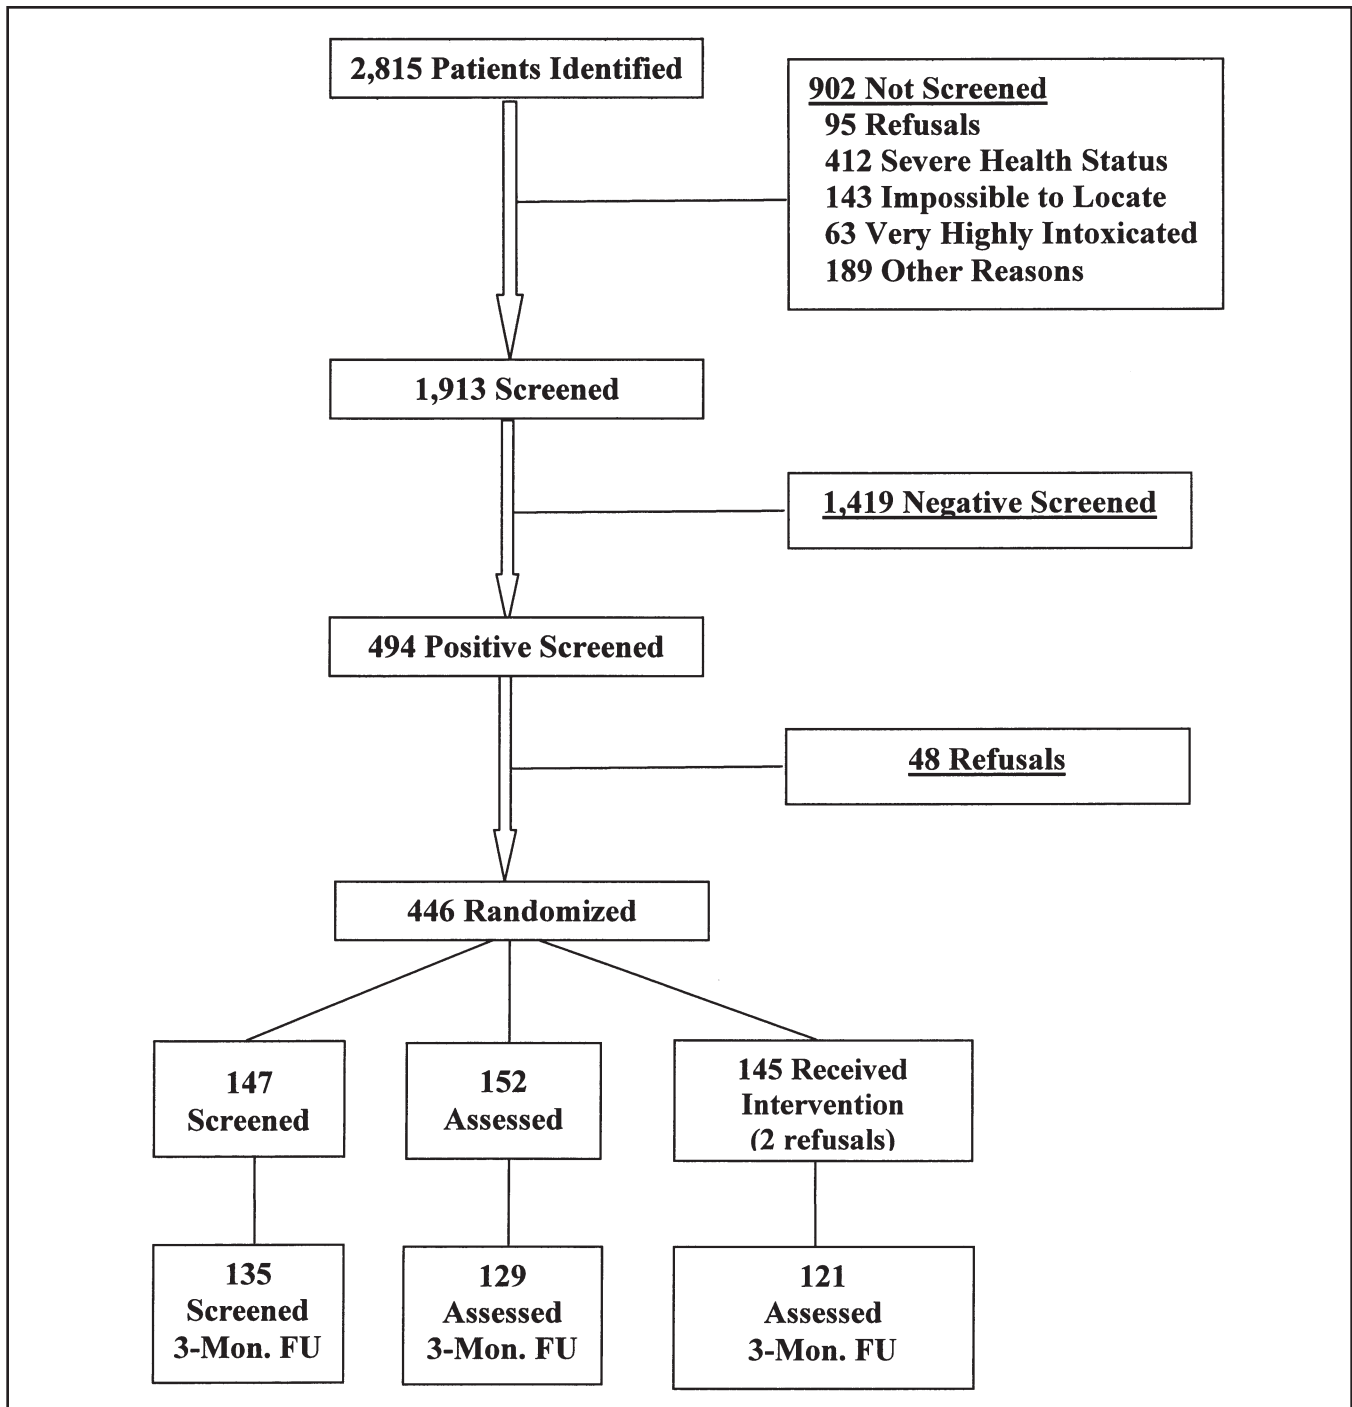 2,815 Patients Identified
902 Not Screened
95 Refusals
412 Severe Health Status
143 Impossible to Locate
63 Very Highly Intoxicated
189 Other Reasons
1,913 Screened
1,419 Negative Screened
494 Positive Screened
48 Refusals
446 Randomized
147
Screened
152
Assessed
145 Received
Intervention
(2 refusals)
135
Screened
3-Mon. FU
129
Assessed
3-Mon. FU
121
Assessed
3-Mon. FU